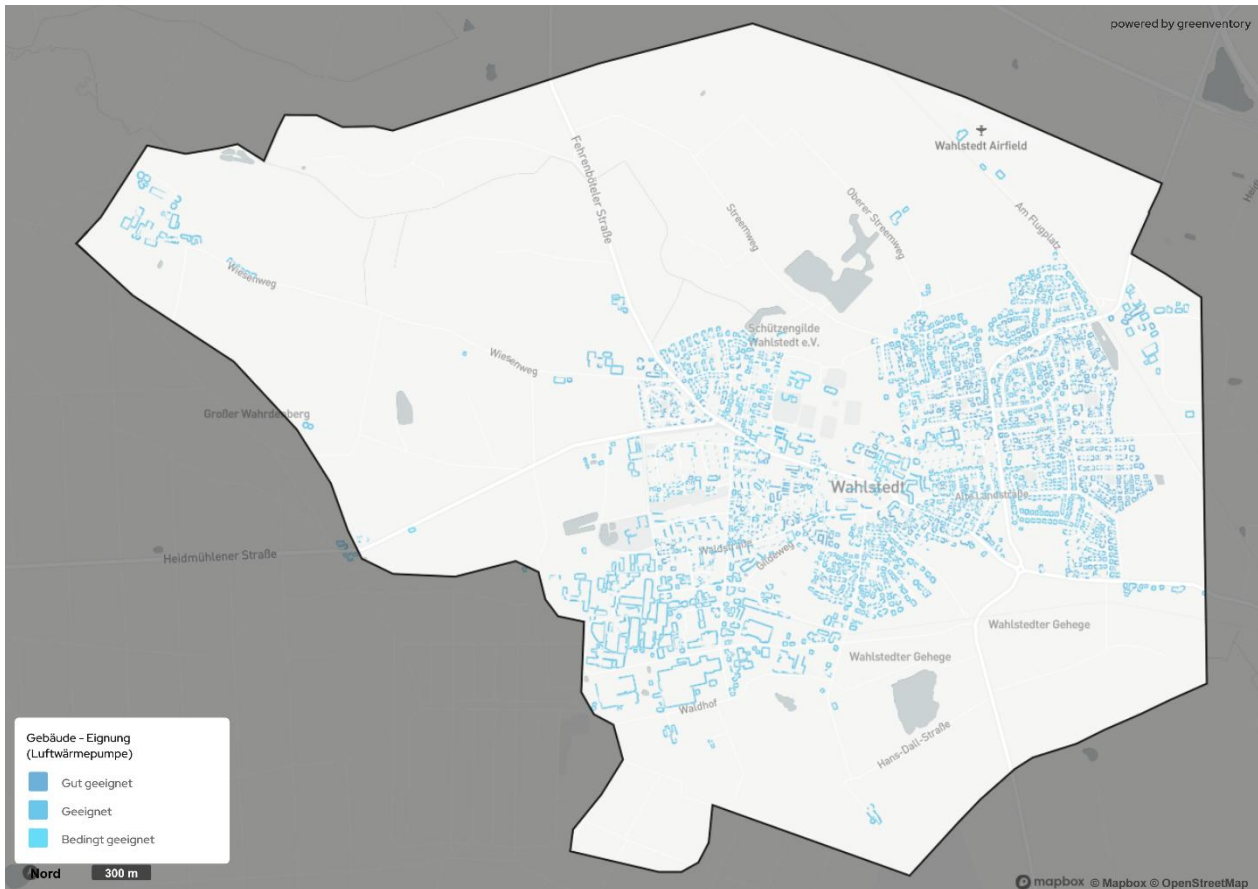 powered by greenventory
Wahlstedt Airfield
Fehrenböteler Straße
Streemweg
Oberer Streemweg
Am Flugplatz
Wiesenweg
Schützengilde
Wahlstedt e.V.
Wiesenweg
Großer Wahrdenberg
Wahlstedt
Alte Landstraße
Heidmühlener Straße
Waldstraße
Gildeweg
Wahlstedter Gehege
Wahlstedter Gehege
Waldhof
Hans-Dall-Straße
Gebäude - Eignung
(Luftwärmepumpe)
Gut geeignet
Geeignet
Bedingt geeignet
Nord
300 m
mapbox © Mapbox © OpenStreetMap